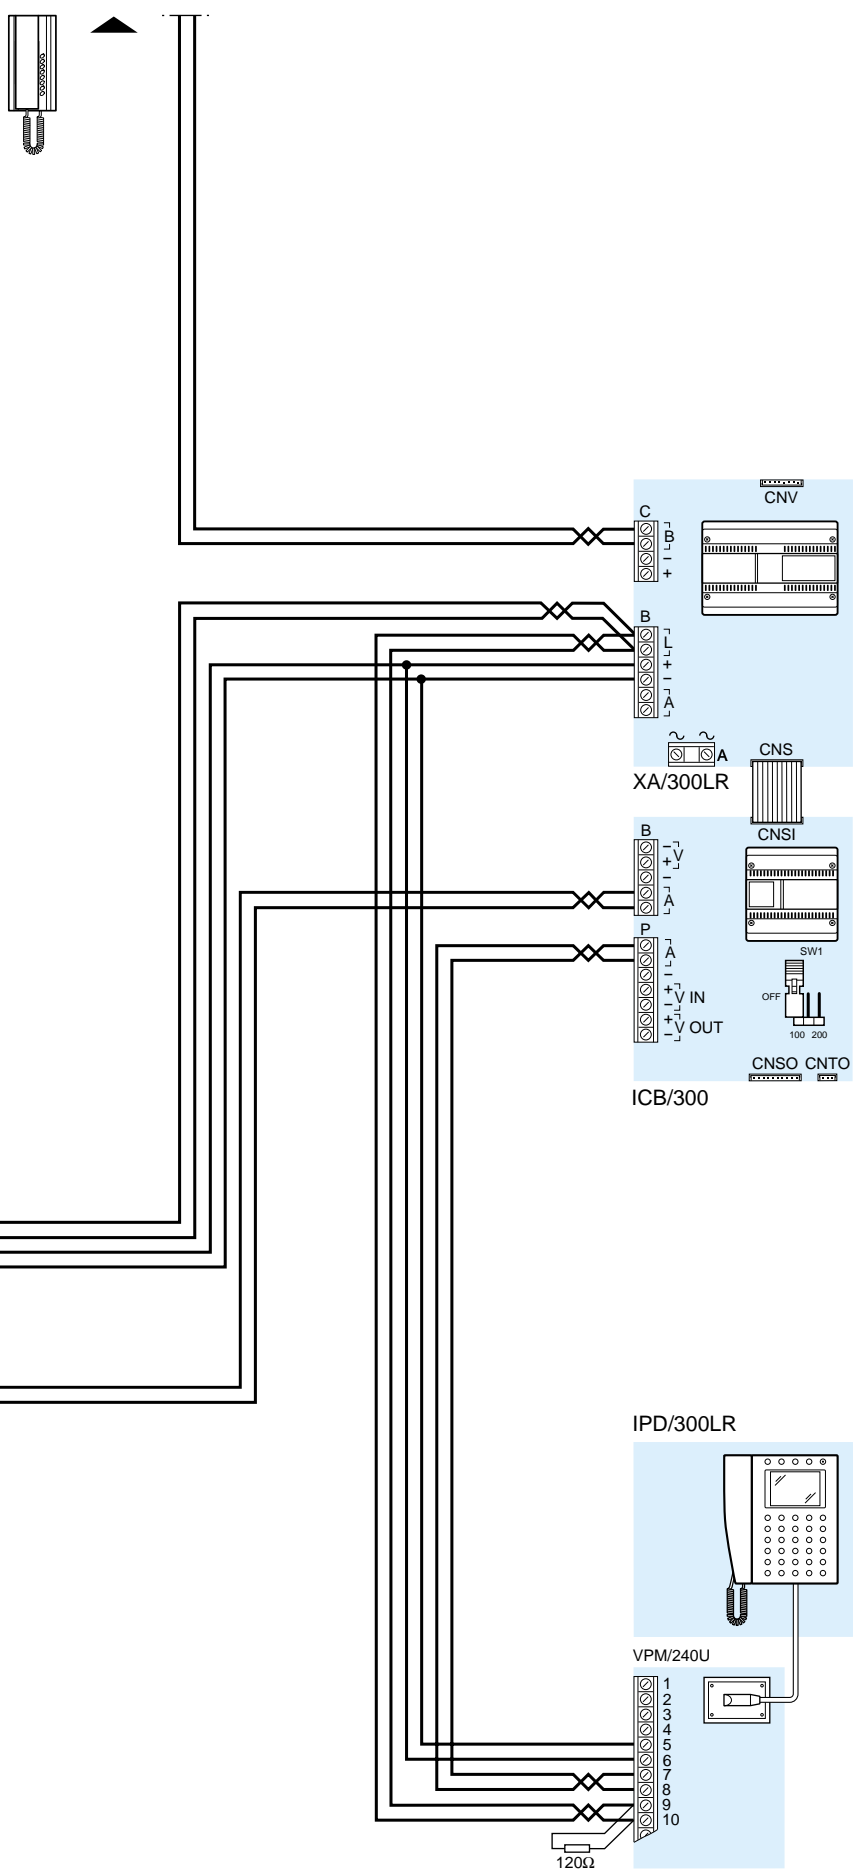 CNV
C
B
–
+
B
L
+
–
A
A
CNS
XA/300LR
CNSI
B
–
+
V
–
A
P
A
–
+
–
V IN
+
–
V OUT
SW1
OFF
100 200
CNSO CNTO
ICB/300
IPD/300LR
VPM/240U
1
2
3
4
5
6
7
8
9
10
120Ω